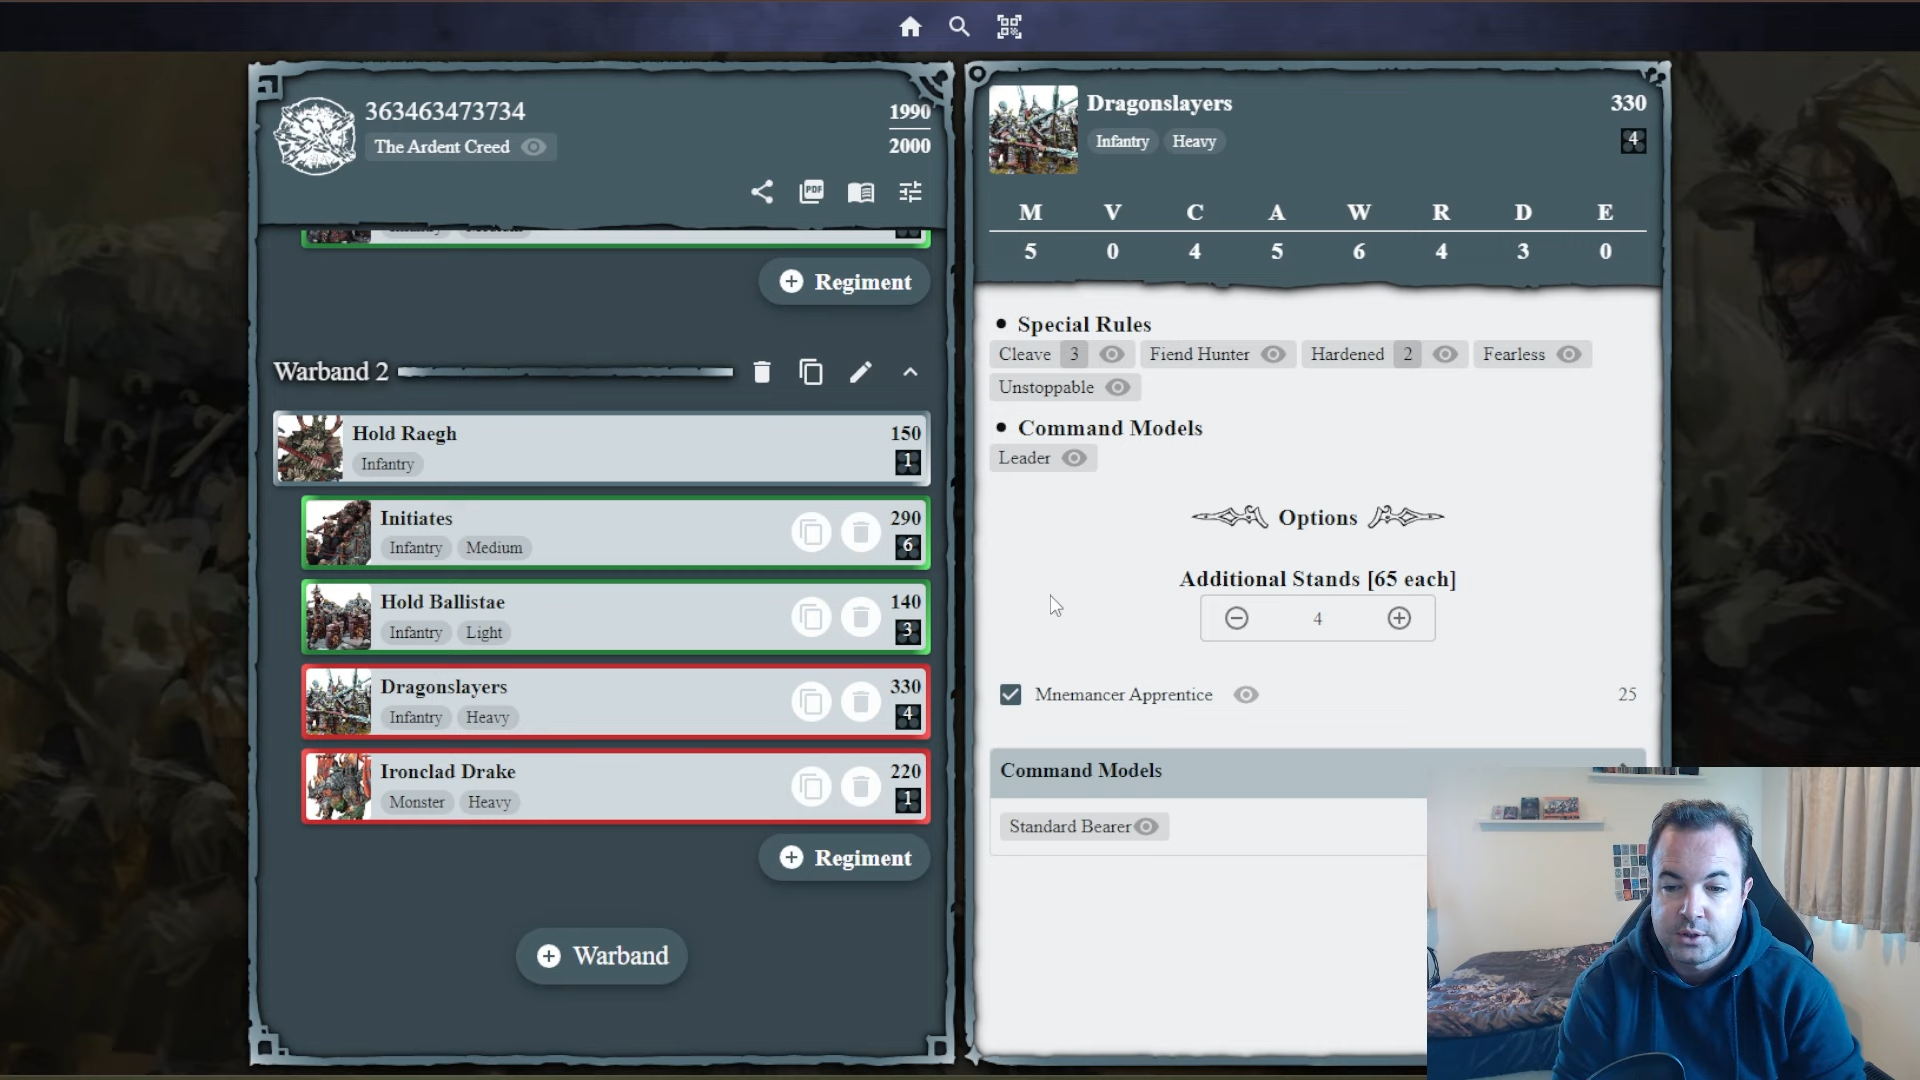 363463473734
1990
The Ardent Creed
2000
PDF
Regiment
Warband 2
Hold Raegh
150
Infantry
1
Initiates
290
Infantry Medium
6
Hold Ballistae
140
Infantry Light
3
Dragonslayers
330
Infantry Heavy
4
Ironclad Drake
220
Monster Heavy
1
Regiment
Warband
Dragonslayers
330
Infantry Heavy
4
M V C A W R D E
5 0 4 5 6 4 3 0
Special Rules
Cleave 3 Fiend Hunter Hardened 2 Fearless
Unstoppable
Command Models
Leader
Options
Additional Stands [65 each]
4
Mnemancer Apprentice
25
Command Models
Standard Bearer